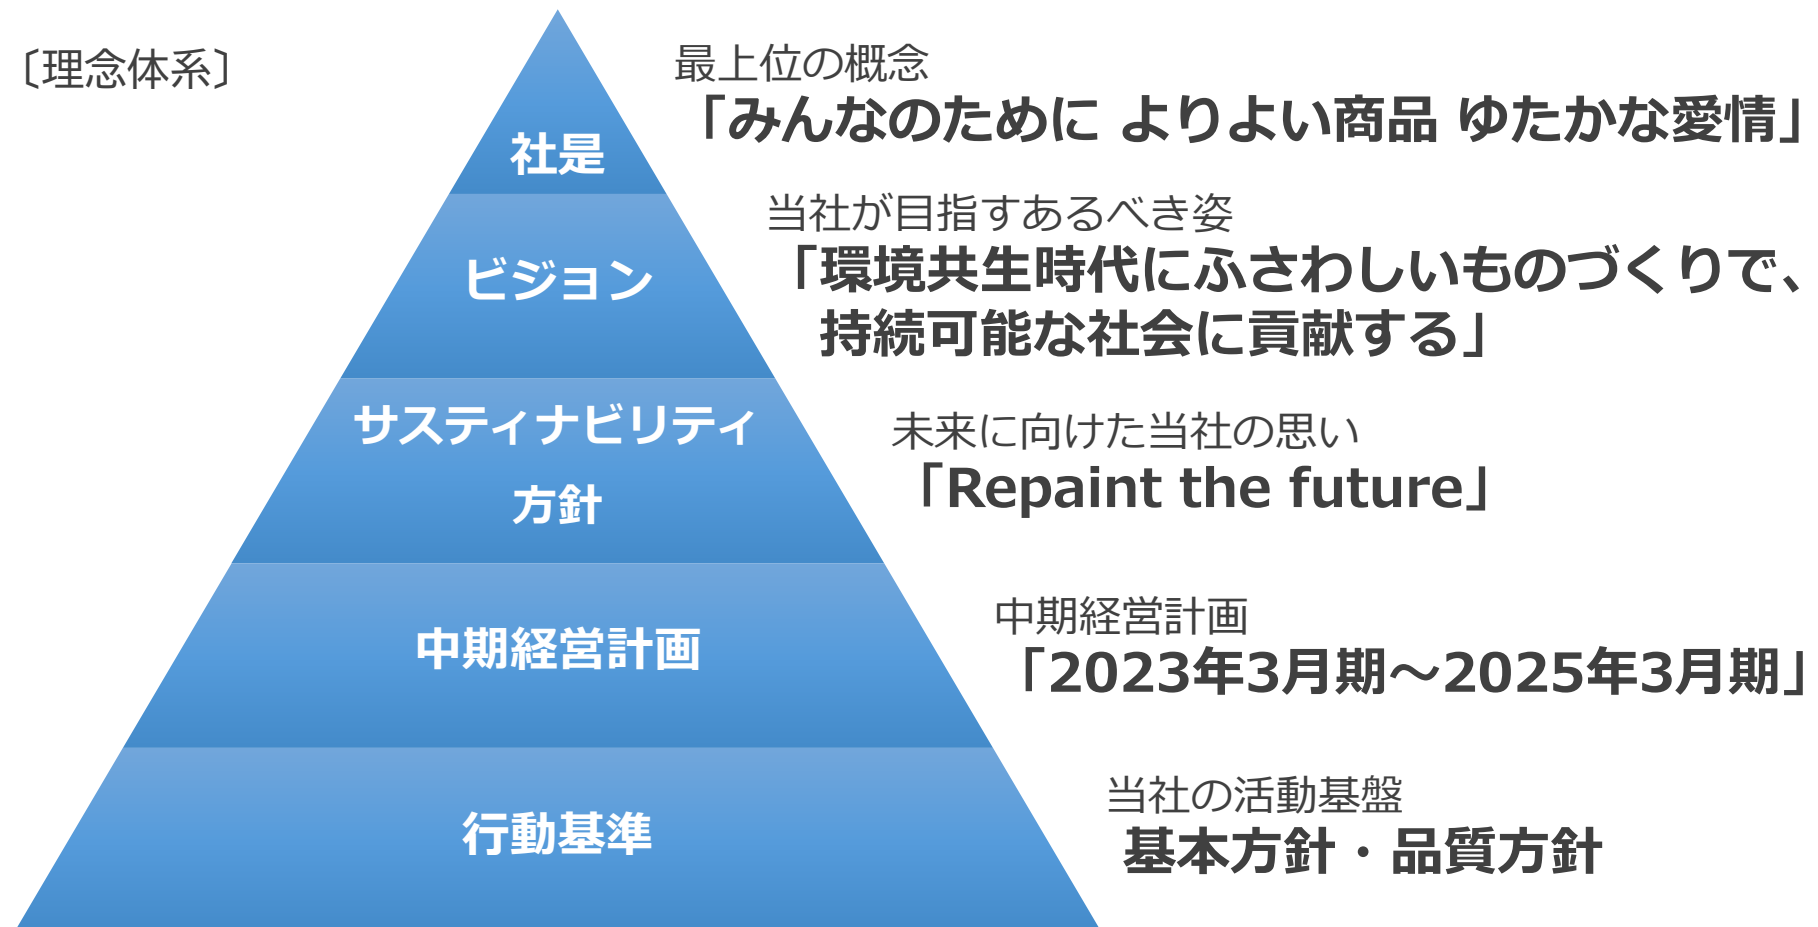 〔理念体系〕
社是
最上位の概念
「みんなのために よりよい商品 ゆたかな愛情」
ビジョン
当社が目指すあるべき姿
「環境共生時代にふさわしいものづくりで、
持続可能な社会に貢献する」
サスティナビリティ
方針
未来に向けた当社の思い
「Repaint the future」
中期経営計画
中期経営計画
「2023年3月期～2025年3月期」
行動基準
当社の活動基盤
基本方針・品質方針